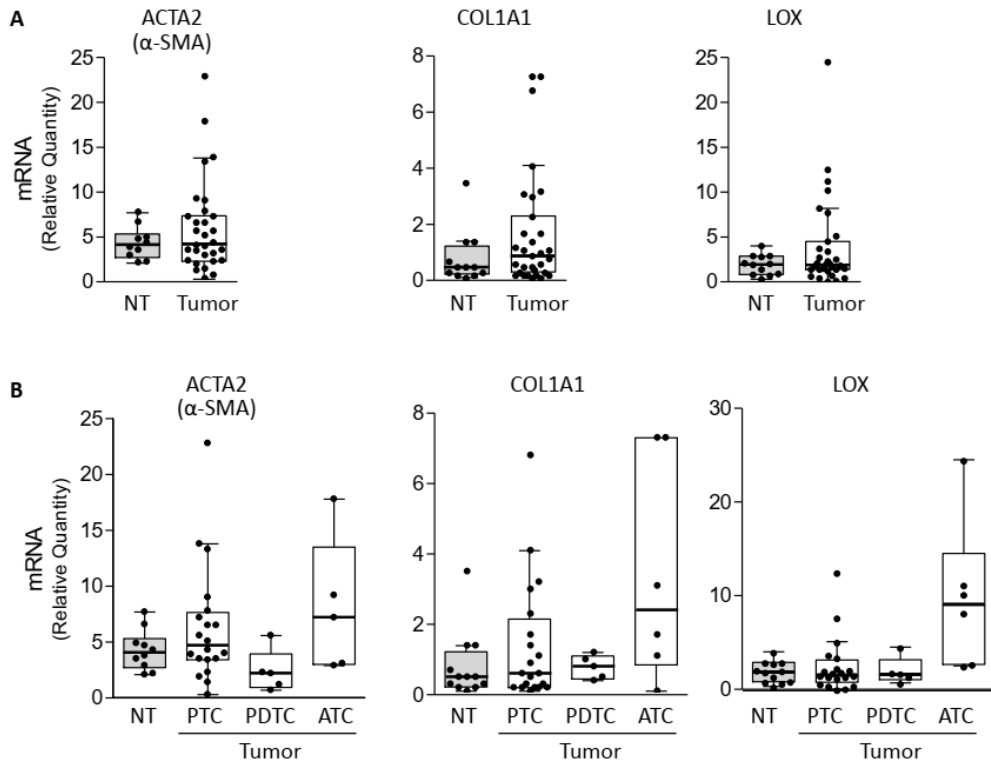 A
ACTA2
(α-SMA)
COL1A1
LOX
mRNA
(Relative Quantity)
25
20
15
10
5
0
NT Tumor
8
6
4
2
0
NT Tumor
25
20
15
10
5
0
NT Tumor
B
ACTA2
(α-SMA)
COL1A1
LOX
mRNA
(Relative Quantity)
25
20
15
10
5
0
NT PTC PDTC ATC
Tumor
8
6
4
2
0
NT PTC PDTC ATC
Tumor
30
20
10
0
NT PTC PDTC ATC
Tumor